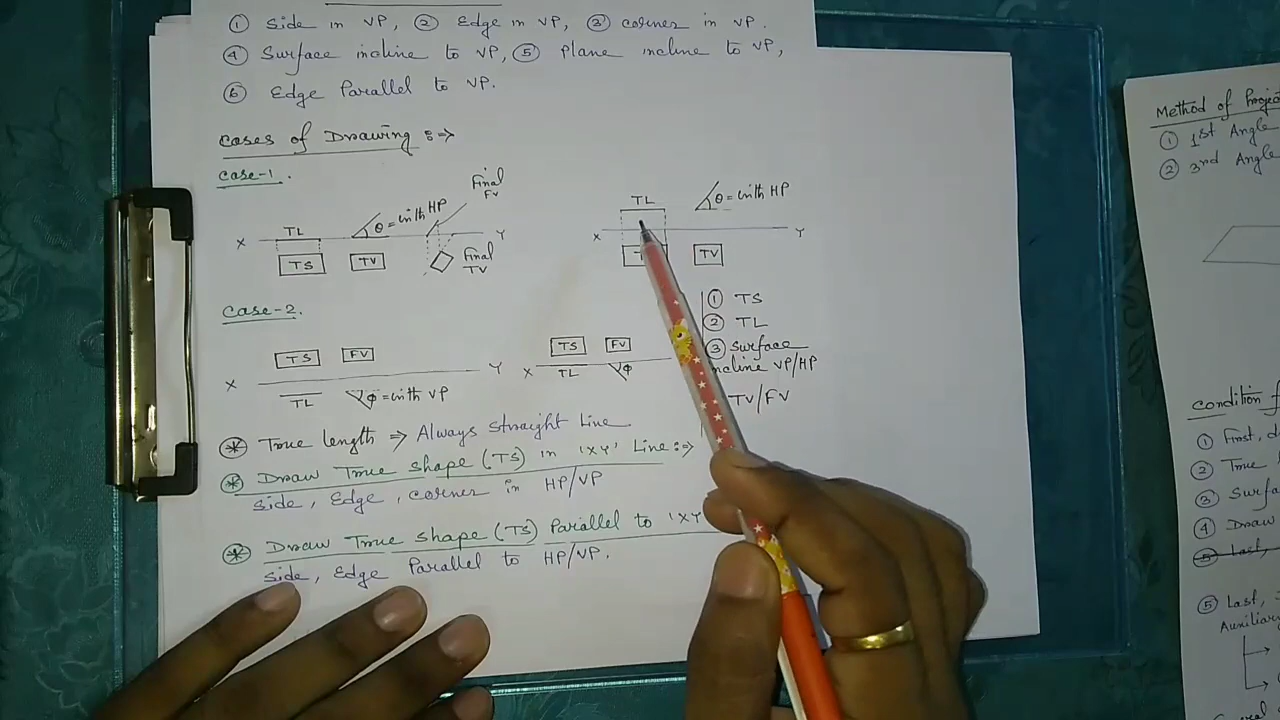 ① Side in VP, ② Edge in VP, ③ corner in VP.
④ Surface incline to VP, ⑤ Plane incline to VP,
⑥ Edge Parallel to VP.
Cases of Drawing :→
Case-1.
TL
θ = with HP
Final FV
X
Y
TS
TV
Final TV
TL
θ = with HP
X
Y
TV
Case-2.
TS
FV
X
Y
TL
φ = with VP
TS
FV
X
TL
φ
① TS
② TL
③ Surface
incline VP/HP
TV/FV
* True length ⇒ Always Straight Line
* Draw True Shape (TS) in 'XY' Line :→
side, Edge, corner in HP/VP
* Draw True Shape (TS) Parallel to 'XY
side, Edge Parallel to HP/VP.
Method of
① 1st Angle
② 3rd Angle
Condition
① First,
② True
③
④ Draw
⑤ Last,
⑤ Last,